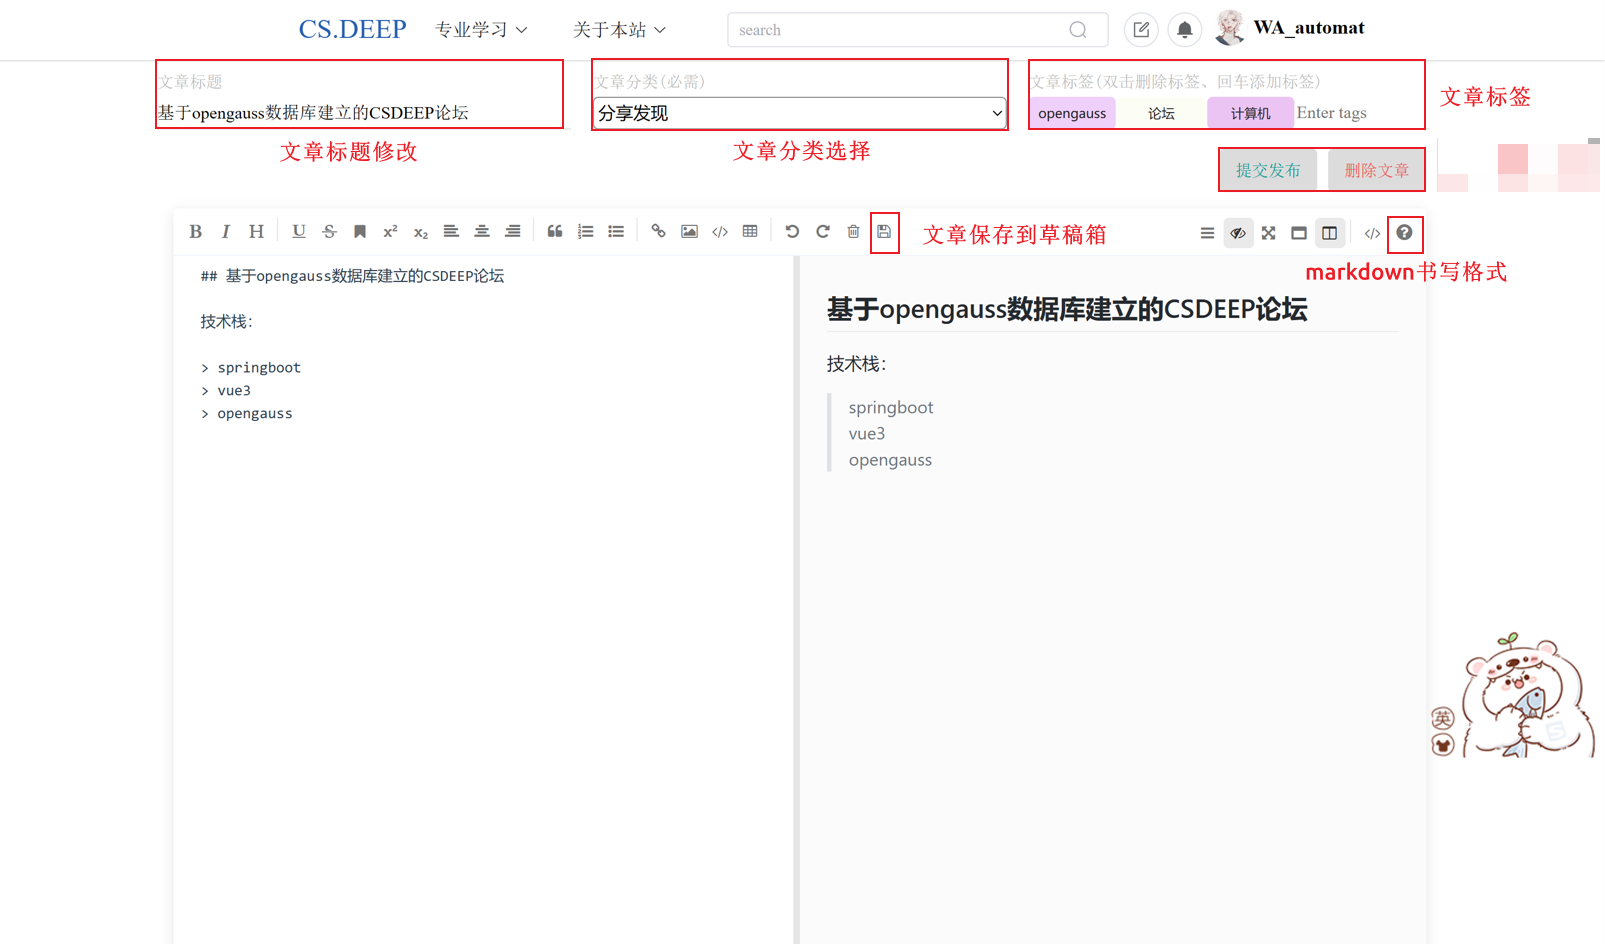 CS.DEEP 专业学习 关于本站 search WA_automat
文章标题
基于opengauss数据库建立的CSDEEP论坛
文章标题修改
文章分类(必需)
分享发现
文章分类选择
文章标签(双击删除标签、回车添加标签)
opengauss 论坛 计算机 Enter tags
文章标签
提交发布 删除文章
B I H U S x² x₂
文章保存到草稿箱
markdown书写格式
## 基于opengauss数据库建立的CSDEEP论坛
技术栈:
> springboot
> vue3
> opengauss
基于opengauss数据库建立的CSDEEP论坛
技术栈:
springboot
vue3
opengauss
英
S